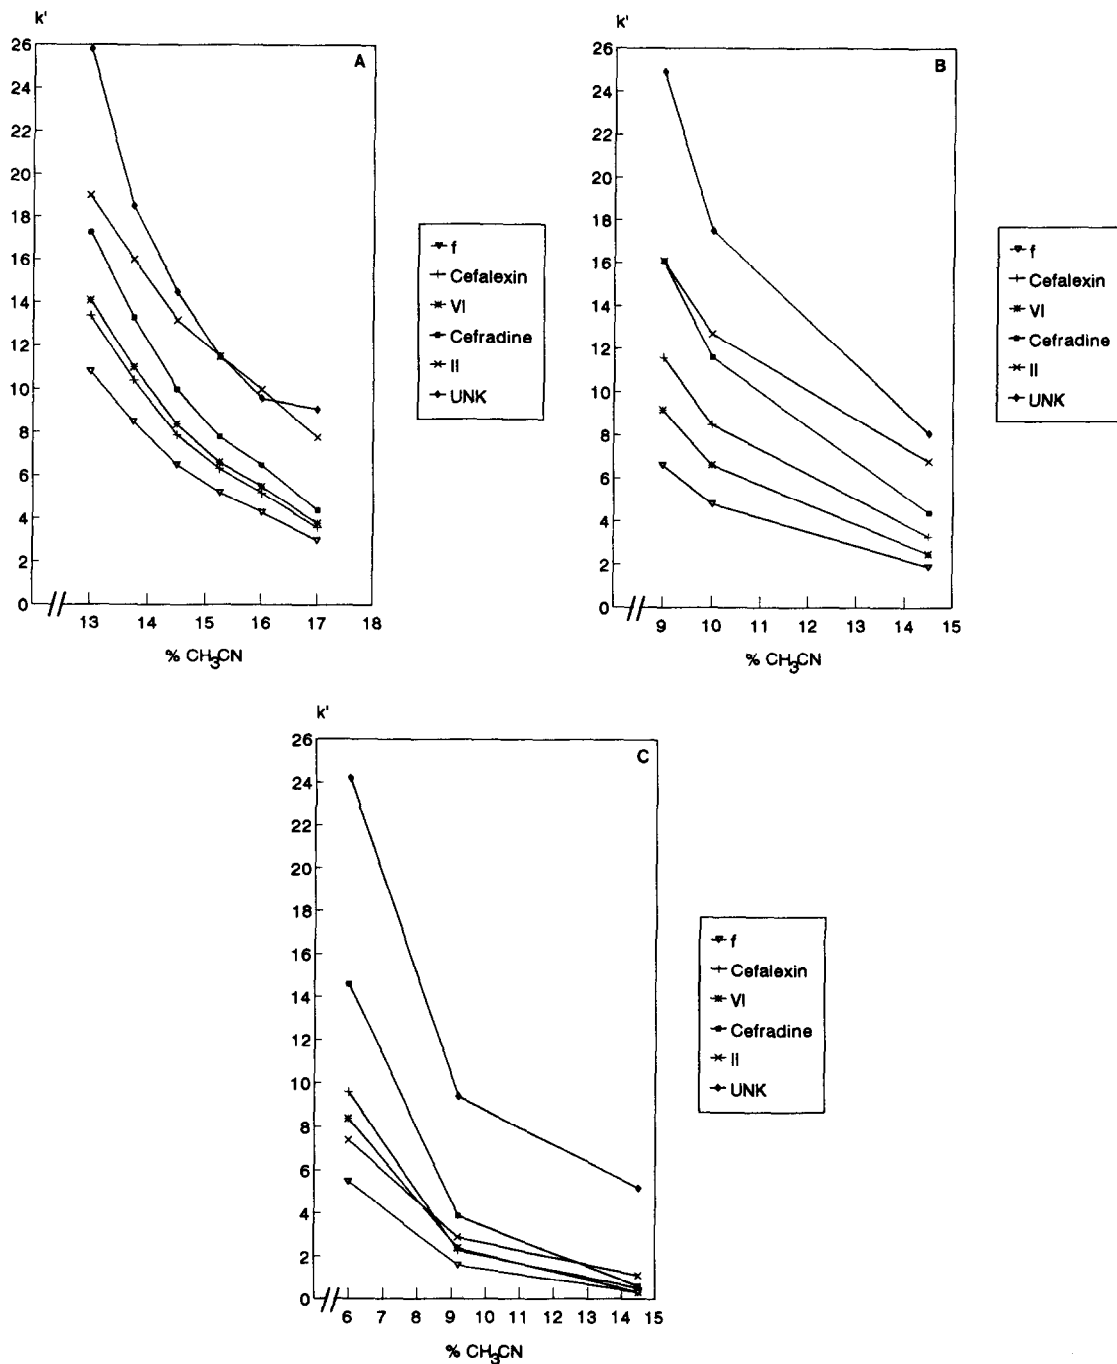 k'
A
26
24
22
20
18
16
14
12
10
8
6
4
2
0
13 14 15 16 17 18
% CH3CN
f
Cefalexin
VI
Cefradine
II
UNK
k'
B
26
24
22
20
18
16
14
12
10
8
6
4
2
0
9 10 11 12 13 14 15
% CH3CN
f
Cefalexin
VI
Cefradine
II
UNK
k'
C
26
24
22
20
18
16
14
12
10
8
6
4
2
0
6 7 8 9 10 11 12 13 14 15
% CH3CN
f
Cefalexin
VI
Cefradine
II
UNK